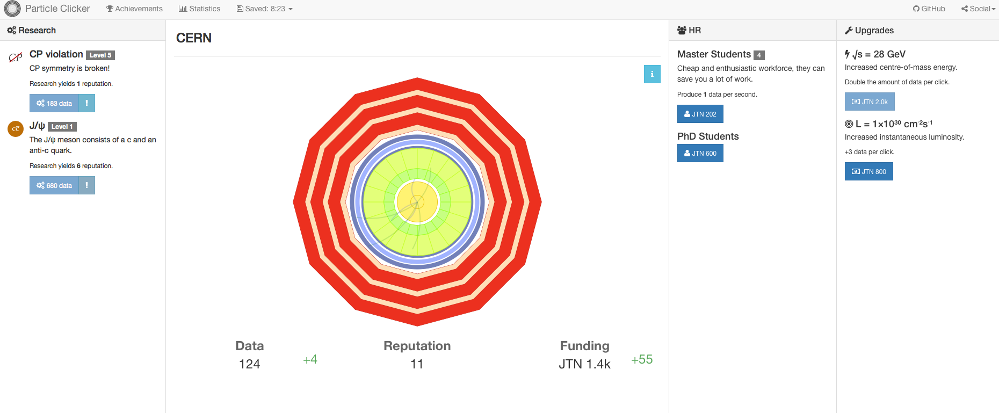 Particle Clicker
Achievements
Statistics
Saved: 8:23
GitHub
Social
Research
CP violation Level 5
CP symmetry is broken!
Research yields 1 reputation.
183 data !
CP
J/ψ Level 1
The J/ψ meson consists of a c and an
anti-c quark.
Research yields 6 reputation.
680 data !
cc̄
CERN
i
Data
124
+4
Reputation
11
Funding
JTN 1.4k
+55
HR
Master Students 4
Cheap and enthusiastic workforce, they can
save you a lot of work.
Produce 1 data per second.
JTN 202
PhD Students
JTN 600
Upgrades
√s = 28 GeV
Increased centre-of-mass energy.
Double the amount of data per click.
JTN 2.0k
L = 1×10³⁰ cm⁻²s⁻¹
Increased instantaneous luminosity.
+3 data per click.
JTN 800